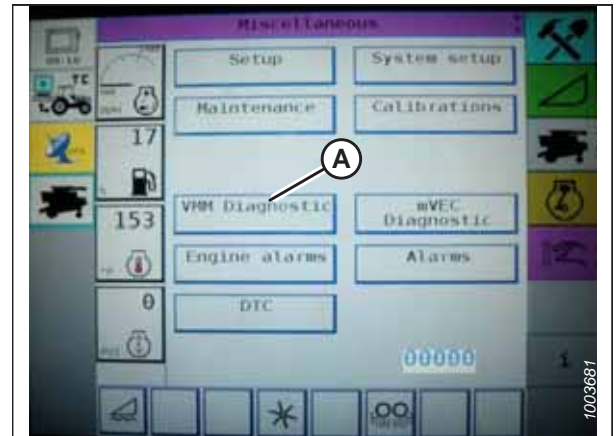 Miscellaneous
Setup
System setup
Maintenance
Calibrations
TC
17
A
VMM Diagnostic
mVEC
Diagnostic
153
Engine alarms
Alarms
0
DTC
00000
i
1003681